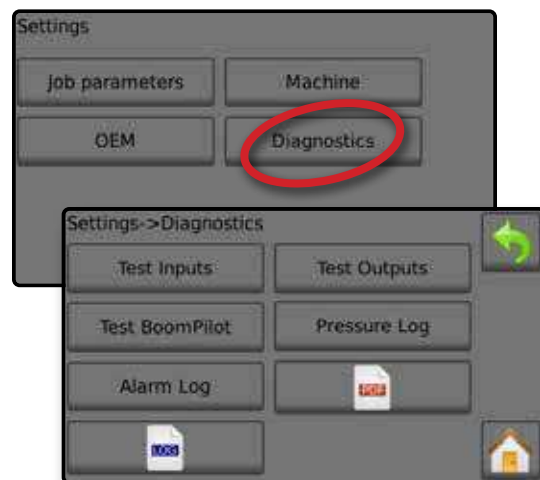 Settings
Job parameters
Machine
OEM
Diagnostics
Settings->Diagnostics
Test Inputs
Test Outputs
Test BoomPilot
Pressure Log
Alarm Log
PDF
LOG